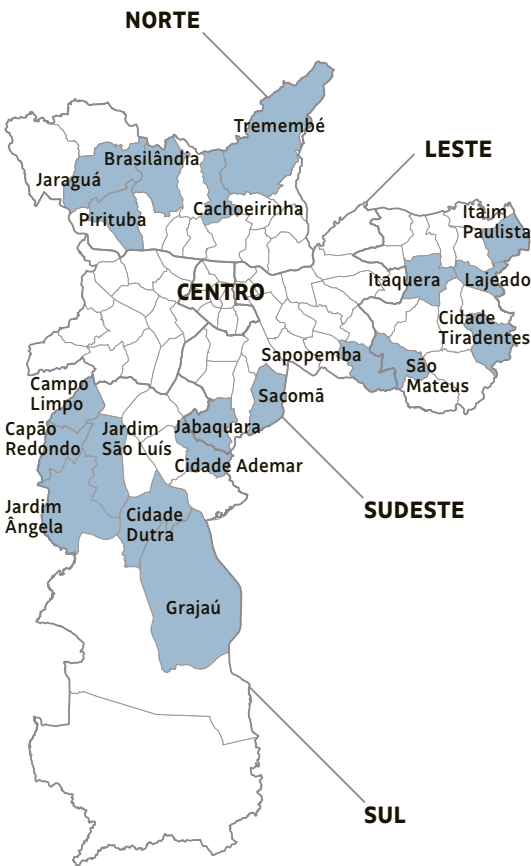 NORTE
Tremembé
LESTE
Brasilândia
Jaraguá
Cachoeirinha
Pirituba
Itaim
Paulista
Itaquera
Lajeado
CENTRO
Cidade
Tiradentes
Sapopemba
São
Mateus
Campo
Limpo
Sacomã
Capão
Redondo
Jardim
São Luís
Jabaquara
Cidade Ademar
Jardim
Ângela
Cidade
Dutra
SUDESTE
Grajaú
SUL